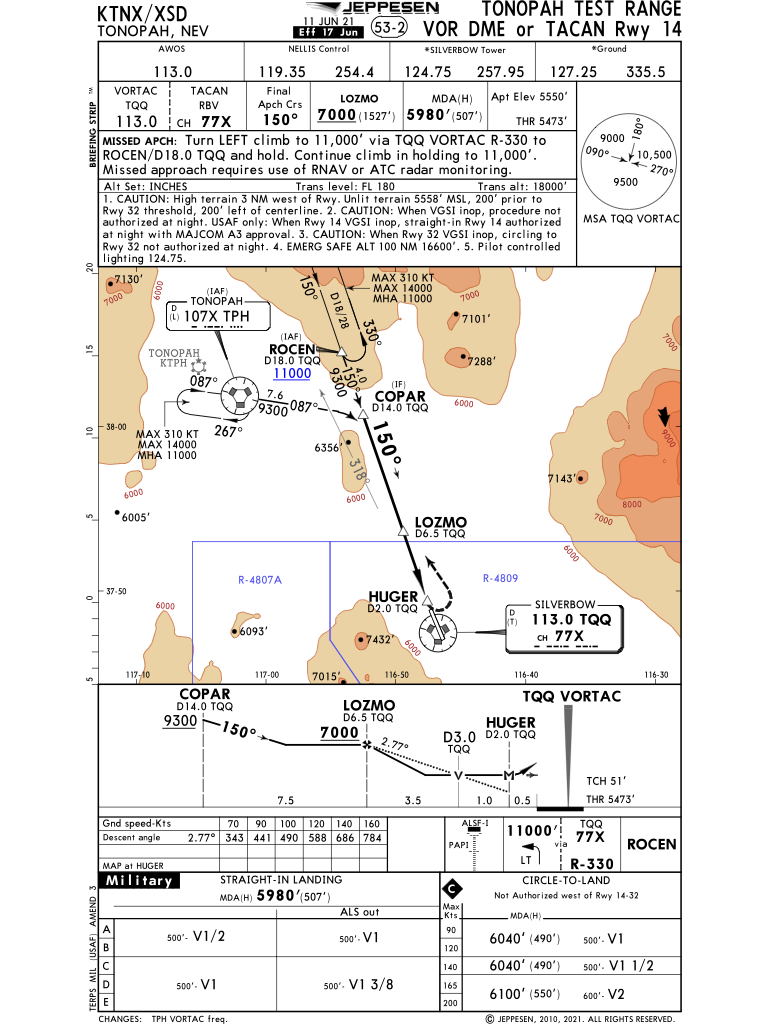 KTNX/XSD
TONOPAH, NEV
JEPPESEN
11 JUN 21
Eff 17 Jun
53-2
TONOPAH TEST RANGE
VOR DME or TACAN Rwy 14
AWOS
113.0
NELLIS Control
119.35 254.4
*SILVERBOW Tower
124.75 257.95
*Ground
127.25 335.5
BRIEFING STRIP TM
VORTAC
TQQ
113.0
TACAN
RBV
CH 77X
Final
Apch Crs
150°
LOZMO
7000 (1527')
MDA(H)
5980' (507')
Apt Elev 5550'
THR 5473'
MISSED APCH: Turn LEFT climb to 11,000' via TQQ VORTAC R-330 to
ROCEN/D18.0 TQQ and hold. Continue climb in holding to 11,000'.
Missed approach requires use of RNAV or ATC radar monitoring.
Alt Set: INCHES Trans level: FL 180 Trans alt: 18000'
1. CAUTION: High terrain 3 NM west of Rwy. Unlit terrain 5558' MSL, 200' prior to
Rwy 32 threshold, 200' left of centerline. 2. CAUTION: When VGSI inop, procedure not
authorized at night. USAF only: When Rwy 14 VGSI inop, straight-in Rwy 14 authorized
at night with MAJCOM A3 approval. 3. CAUTION: When Rwy 32 VGSI inop, circling to
Rwy 32 not authorized at night. 4. EMERG SAFE ALT 100 NM 16600'. 5. Pilot controlled
lighting 124.75.
9000
180°
090°
10,500
270°
9500
MSA TQQ VORTAC
20
7130'
7000
6000
(IAF)
TONOPAH
D
(L)
107X TPH
150°
D18/28
330°
MAX 310 KT
MAX 14000
MHA 11000
7000
7101'
7288'
6000
7000
15
(IAF)
ROCEN
D18.0 TQQ
11000
4.0
150°
9300
TONOPAH
KTPH
087°
7.6
9300
087°
267°
MAX 310 KT
MAX 14000
MHA 11000
(IF)
COPAR
D14.0 TQQ
150°
10
38-00
6356'
318°
6000
9000
7143'
8000
7000
6000
6000
6005'
5
LOZMO
D6.5 TQQ
R-4807A
R-4809
0
37-50
HUGER
D2.0 TQQ
SILVERBOW
D
(T)
113.0 TQQ
CH 77X
6000
6093'
7432'
6000
7015'
5
117-10
117-00
116-50
116-40
116-30
COPAR
D14.0 TQQ
9300
150°
LOZMO
D6.5 TQQ
7000
2.77°
D3.0
TQQ
HUGER
D2.0 TQQ
TQQ VORTAC
V
M
TCH 51'
7.5
3.5
1.0
0.5
THR 5473'
Gnd speed-Kts 70 90 100 120 140 160
Descent angle 2.77° 343 441 490 588 686 784
MAP at HUGER
ALSF-I
PAPI
11000'
LT
via
TQQ
77X
R-330
ROCEN
Military
STRAIGHT-IN LANDING
MDA(H) 5980' (507')
ALS out
C
CIRCLE-TO-LAND
Not Authorized west of Rwy 14-32
Max
Kts
MDA(H)
A
B
500'- V1/2
500'- V1
90
120
6040' (490') 500'- V1
C
D
E
500'- V1
500'- V1 3/8
140
6040' (490') 500'- V1 1/2
165
200
6100' (550') 600'- V2
TERPS MIL (USAF) AMEND 3
CHANGES: TPH VORTAC freq.
© JEPPESEN, 2010, 2021. ALL RIGHTS RESERVED.